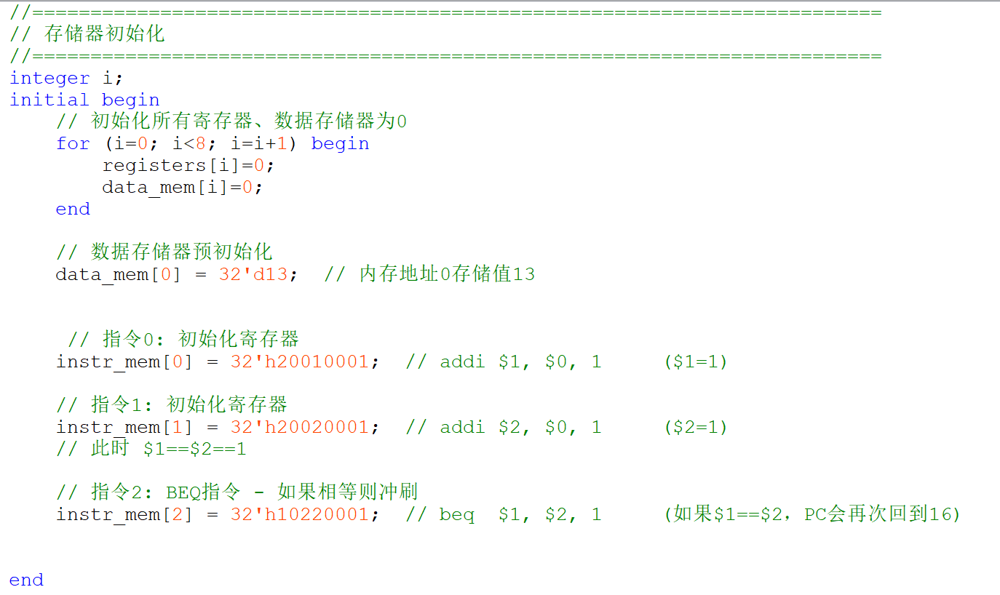 //=========================================================================
// 存储器初始化
//=========================================================================
integer i;
initial begin
    // 初始化所有寄存器、数据存储器为0
    for (i=0; i<8; i=i+1) begin
        registers[i]=0;
        data_mem[i]=0;
    end
    // 数据存储器预初始化
    data_mem[0] = 32'd13;  // 内存地址0存储值13
     // 指令0: 初始化寄存器
    instr_mem[0] = 32'h20010001;  // addi $1, $0, 1     ($1=1)
    // 指令1: 初始化寄存器
    instr_mem[1] = 32'h20020001;  // addi $2, $0, 1     ($2=1)
    // 此时 $1==$2==1
    // 指令2: BEQ指令 - 如果相等则冲刷
    instr_mem[2] = 32'h10220001;  // beq  $1, $2, 1     (如果$1==$2，PC会再次回到16)
end